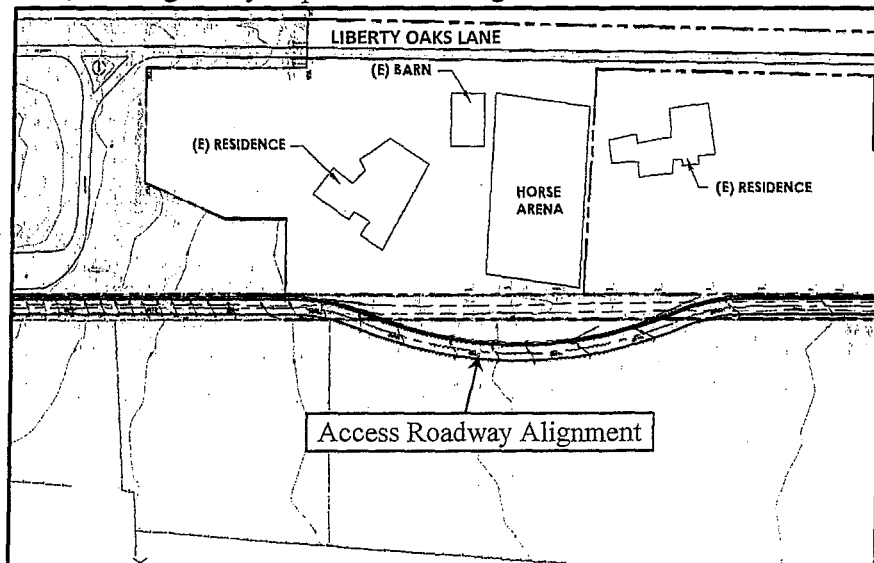 LIBERTY OAKS LANE
(E) BARN
(E) RESIDENCE
HORSE
ARENA
(E) RESIDENCE
Access Roadway Alignment